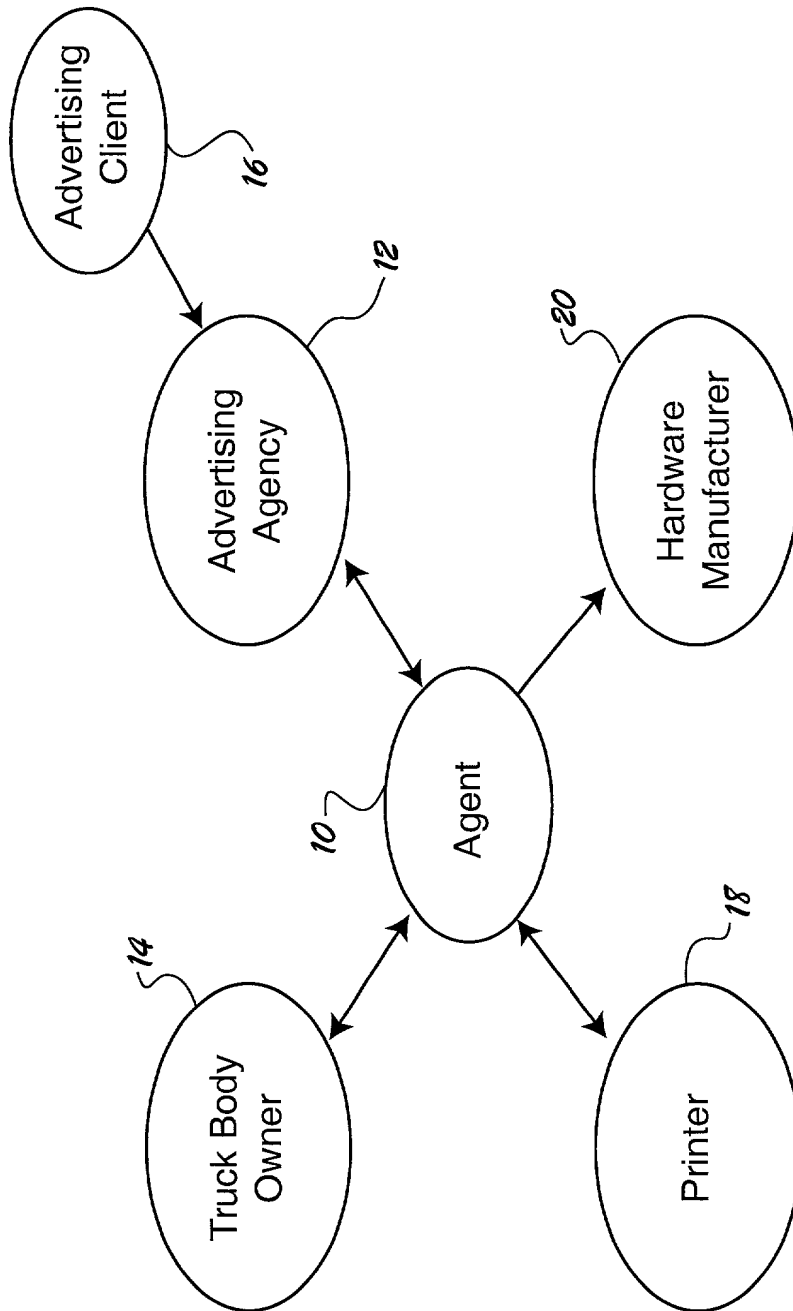 Advertising
Client
16
Advertising
Agency
12
Hardware
Manufacturer
20
Agent
10
Truck Body
Owner
14
Printer
18